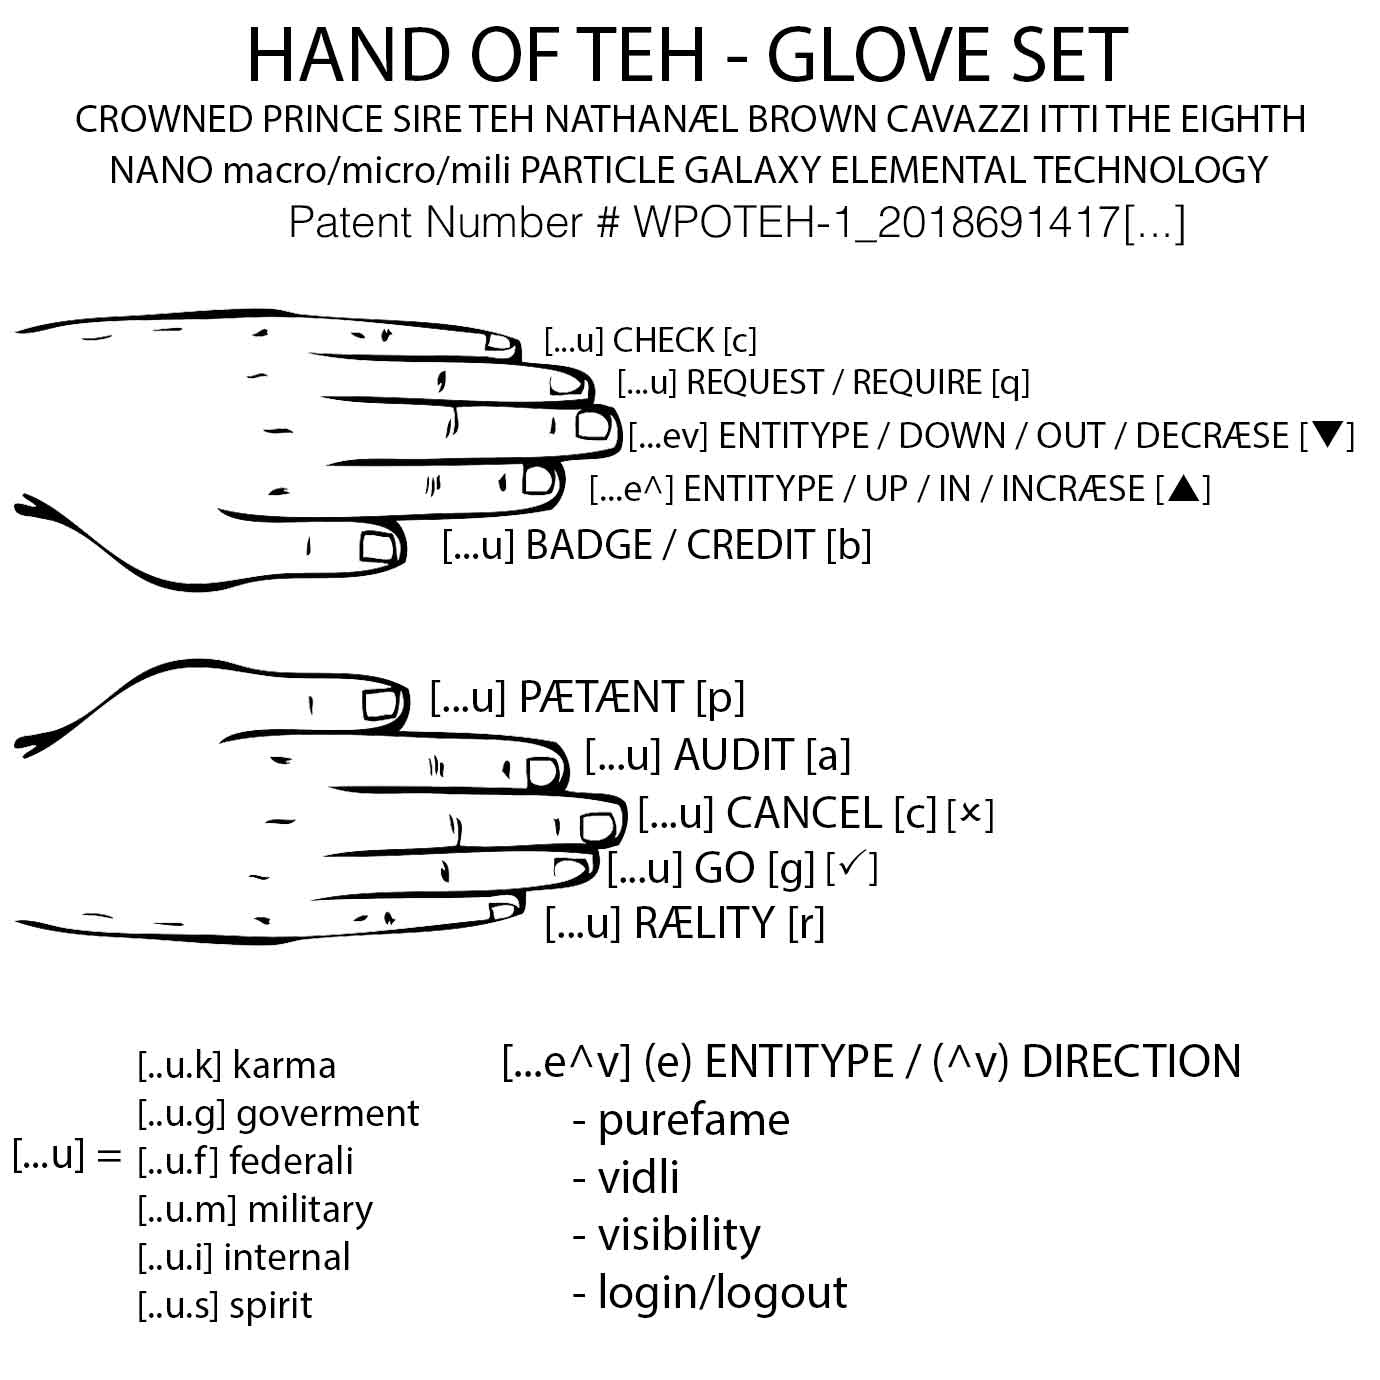 HAND OF TEH - GLOVE SET
CROWNED PRINCE SIRE TEH NATHANÆL BROWN CAVAZZI ITTI THE EIGHTH
NANO macro/micro/mili PARTICLE GALAXY ELEMENTAL TECHNOLOGY
Patent Number # WPOTEH-1_2018691417[...]
[...u] CHECK [c]
[...u] REQUEST / REQUIRE [q]
[...ev] ENTITYPE / DOWN / OUT / DECRÆSE [▼]
[...e^] ENTITYPE / UP / IN / INCRÆSE [▲]
[...u] BADGE / CREDIT [b]
[...u] PÆTÆNT [p]
[...u] AUDIT [a]
[...u] CANCEL [c] [×]
[...u] GO [g] [✓]
[...u] RÆLITY [r]
[...u] =
[..u.k] karma
[..u.g] goverment
[..u.f] federali
[..u.m] military
[..u.i] internal
[..u.s] spirit
[...e^v] (e) ENTITYPE / (^v) DIRECTION
- purefame
- vidli
- visibility
- login/logout